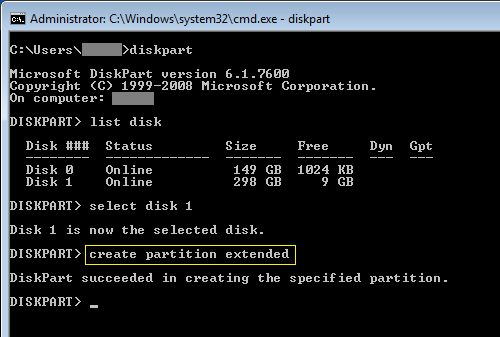 Administrator: C:\Windows\system32\cmd.exe - diskpart
C:\Users\ >diskpart
Microsoft DiskPart version 6.1.7600
Copyright (C) 1999-2008 Microsoft Corporation.
On computer:
DISKPART> list disk
Disk ### Status Size Free Dyn Gpt
-------- ------------- ------- ------- --- ---
Disk 0 Online 149 GB 1024 KB
Disk 1 Online 298 GB 9 GB
DISKPART> select disk 1
Disk 1 is now the selected disk.
DISKPART> create partition extended
DiskPart succeeded in creating the specified partition.
DISKPART> _